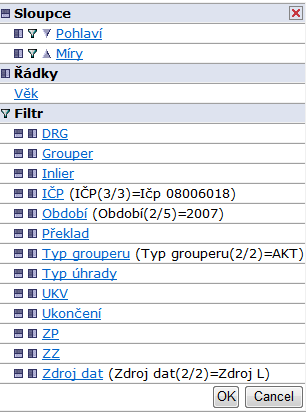 Sloupce
Pohlaví
Míry
Řádky
Věk
Filtr
DRG
Grouper
Inlier
IČP (IČP(3/3)=Ičp 08006018)
Období (Období(2/5)=2007)
Překlad
Typ grouperu (Typ grouperu(2/2)=AKT)
Typ úhrady
UKV
Ukončení
ZP
ZZ
Zdroj dat (Zdroj dat(2/2)=Zdroj L)
OK Cancel